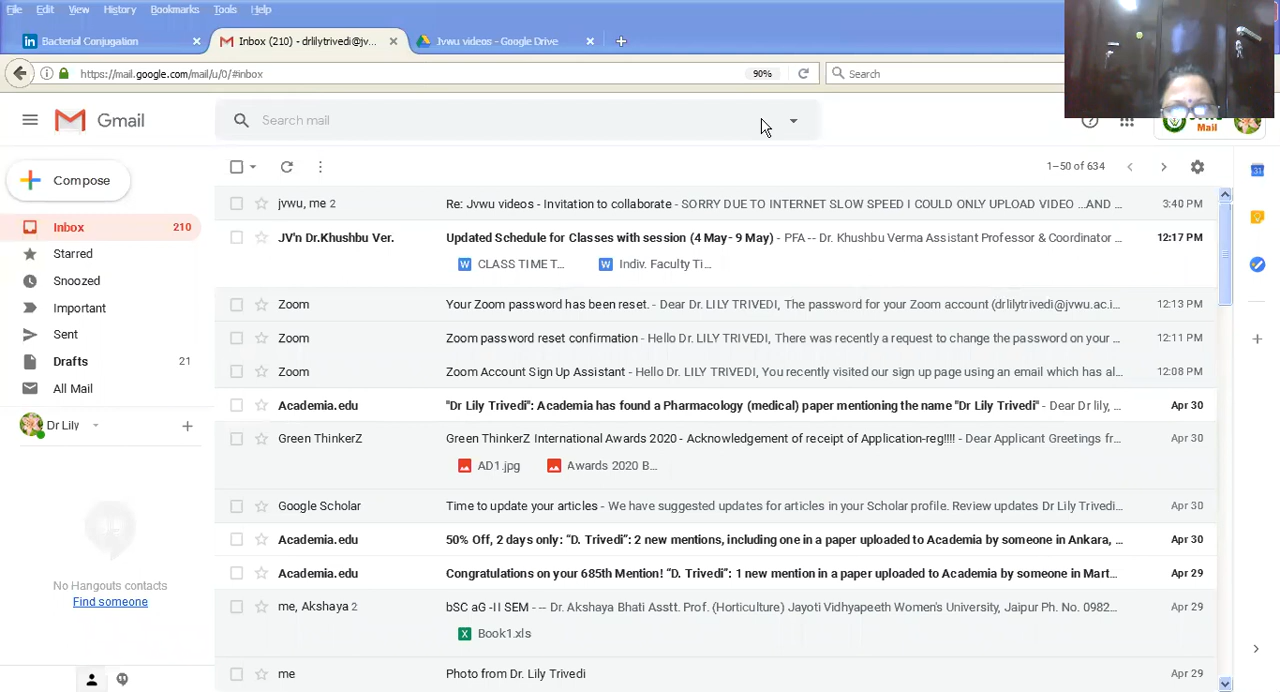 File Edit View History Bookmarks Tools Help
in Bacterial Conjugation
Inbox (210) - drlilytrivedi@jv...
Jvwu videos - Google Drive
https://mail.google.com/mail/u/0/#inbox
90%
Search
Gmail
Search mail
Mail
Compose
1–50 of 634
Inbox 210
Starred
Snoozed
Important
Sent
Drafts 21
All Mail
Dr Lily
No Hangouts contacts
Find someone
jvwu, me 2 Re: Jvwu videos - Invitation to collaborate - SORRY DUE TO INTERNET SLOW SPEED I COULD ONLY UPLOAD VIDEO ...AND ... 3:40 PM
JV'n Dr.Khushbu Ver. Updated Schedule for Classes with session (4 May- 9 May) - PFA -- Dr. Khushbu Verma Assistant Professor & Coordinator ... 12:17 PM
W CLASS TIME T... W Indiv. Faculty Ti...
Zoom Your Zoom password has been reset. - Dear Dr. LILY TRIVEDI, The password for your Zoom account (drlilytrivedi@jvwu.ac.i... 12:13 PM
Zoom Zoom password reset confirmation - Hello Dr. LILY TRIVEDI, There was recently a request to change the password on your ... 12:11 PM
Zoom Zoom Account Sign Up Assistant - Hello Dr. LILY TRIVEDI, You recently visited our sign up page using an email which has al... 12:08 PM
Academia.edu "Dr Lily Trivedi": Academia has found a Pharmacology (medical) paper mentioning the name "Dr Lily Trivedi" - Dear Dr lily, ... Apr 30
Green ThinkerZ Green ThinkerZ International Awards 2020 - Acknowledgement of receipt of Application-reg!!!! - Dear Applicant Greetings fr... Apr 30
AD1.jpg Awards 2020 B...
Google Scholar Time to update your articles - We have suggested updates for articles in your Scholar profile. Review updates Dr Lily Trivedi... Apr 30
Academia.edu 50% Off, 2 days only: “D. Trivedi”: 2 new mentions, including one in a paper uploaded to Academia by someone in Ankara, ... Apr 30
Academia.edu Congratulations on your 685th Mention! “D. Trivedi”: 1 new mention in a paper uploaded to Academia by someone in Mart... Apr 29
me, Akshaya 2 bSC aG -II SEM - -- Dr. Akshaya Bhati Asstt. Prof. (Horticulture) Jayoti Vidhyapeeth Women's University, Jaipur Ph. No. 0982... Apr 29
X Book1.xls
me Photo from Dr. Lily Trivedi Apr 29
31